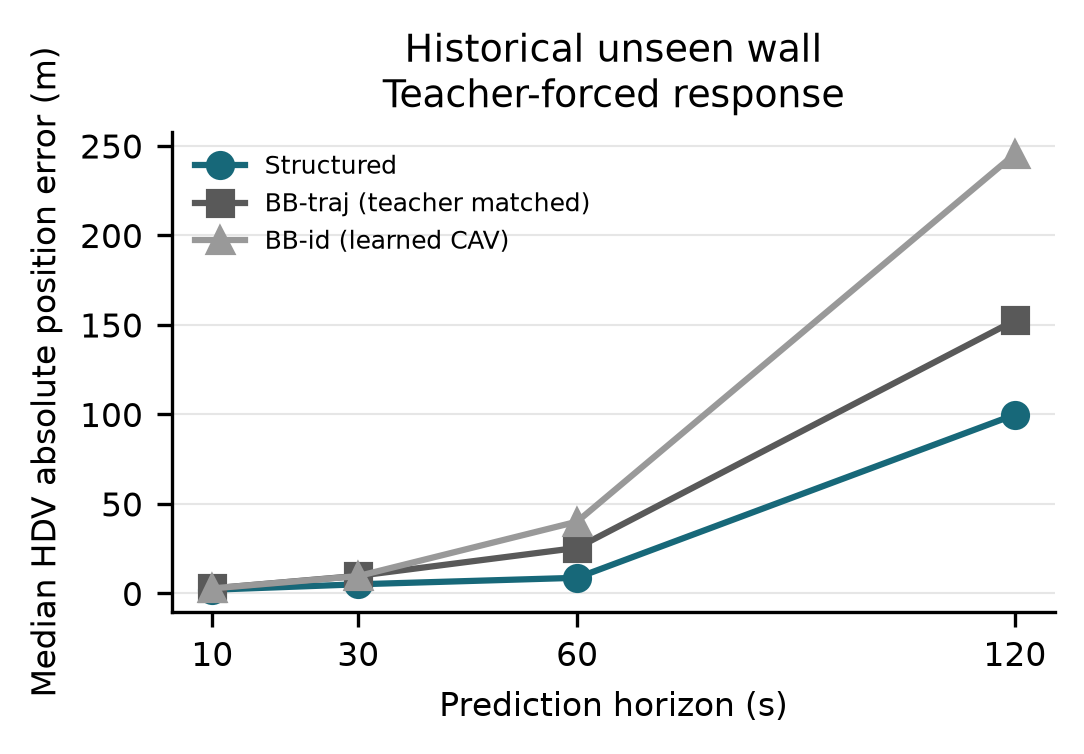 Historical unseen wall
Teacher-forced response
Median HDV absolute position error (m)
250
200
150
100
50
0
Structured
BB-traj (teacher matched)
BB-id (learned CAV)
10
30
60
120
Prediction horizon (s)